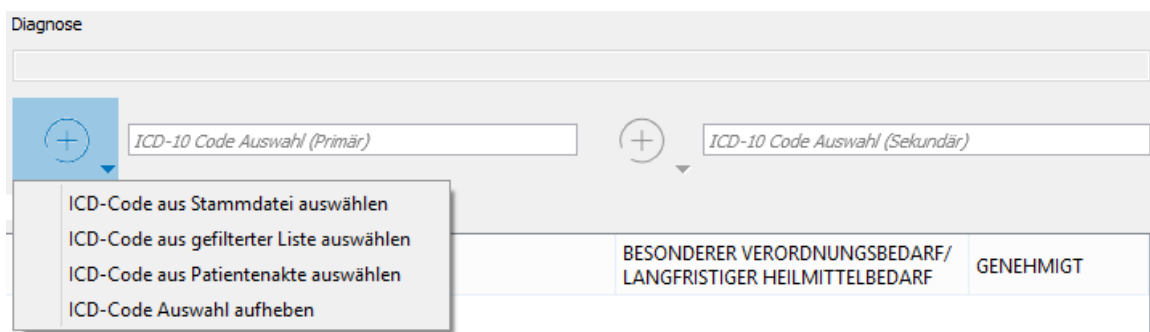 Diagnose
ICD-10 Code Auswahl (Primär)
ICD-10 Code Auswahl (Sekundär)
ICD-Code aus Stammdatei auswählen
ICD-Code aus gefilterter Liste auswählen
ICD-Code aus Patientenakte auswählen
ICD-Code Auswahl aufheben
BESONDERER VERORDNUNGSBEDARF/
LANGFRISTIGER HEILMITTELBEDARF
GENEHMIGT